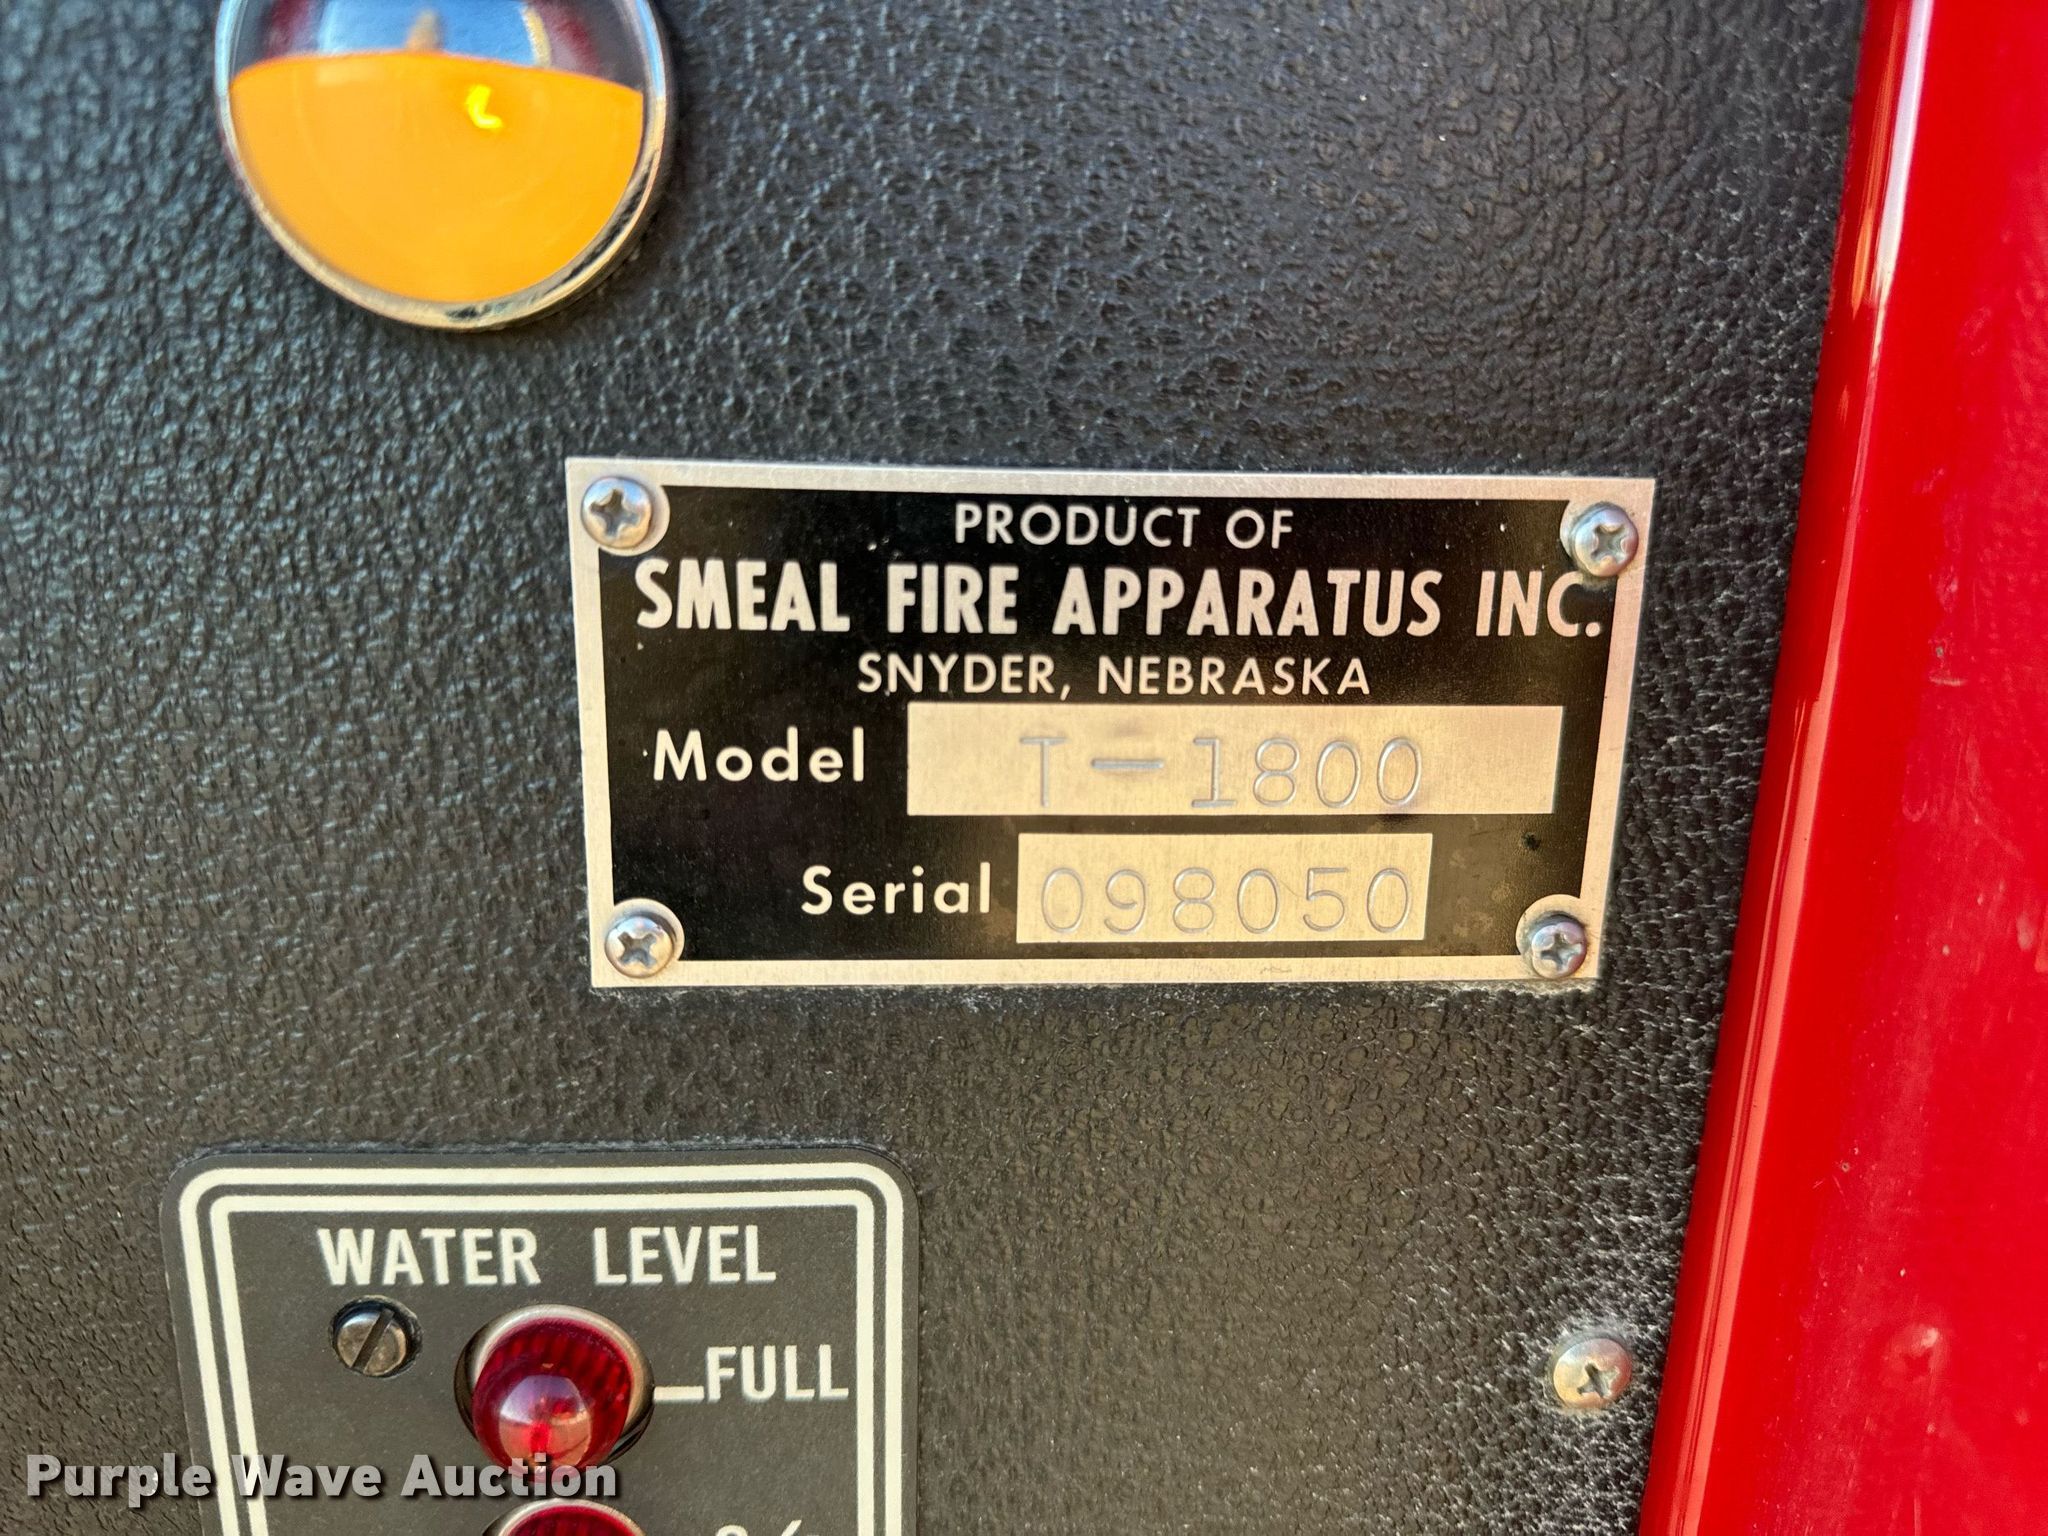 PRODUCT OF
SMEAL FIRE APPARATUS INC.
SNYDER, NEBRASKA
Model T-1800
Serial 098050
WATER LEVEL
FULL
Purple Wave Auction